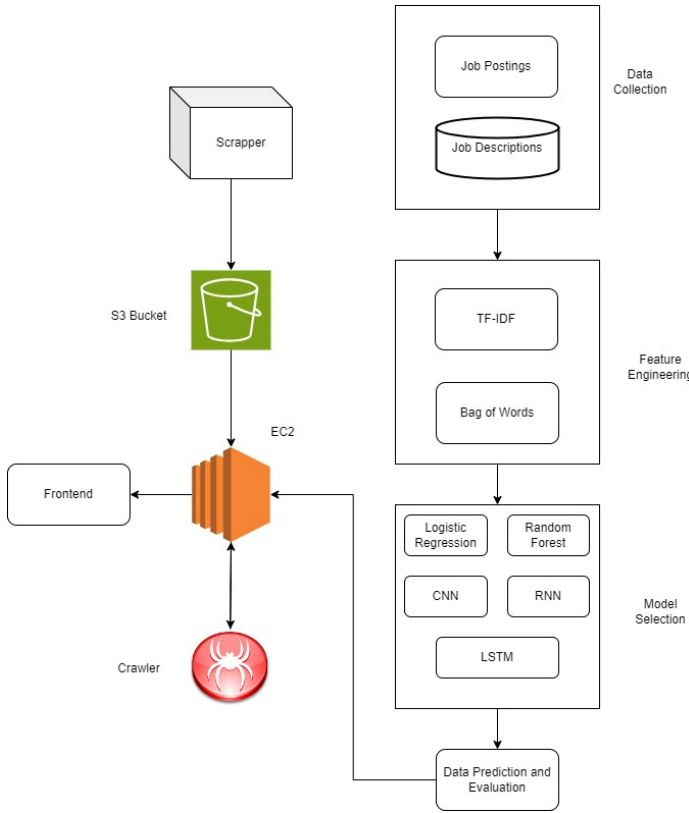 Job Postings
Data
Collection
Scrapper
Job Descriptions
S3 Bucket
TF-IDF
Feature
Engineering
Bag of Words
EC2
Frontend
Logistic
Regression
Random
Forest
CNN
RNN
Model
Selection
LSTM
Crawler
Data Prediction and
Evaluation